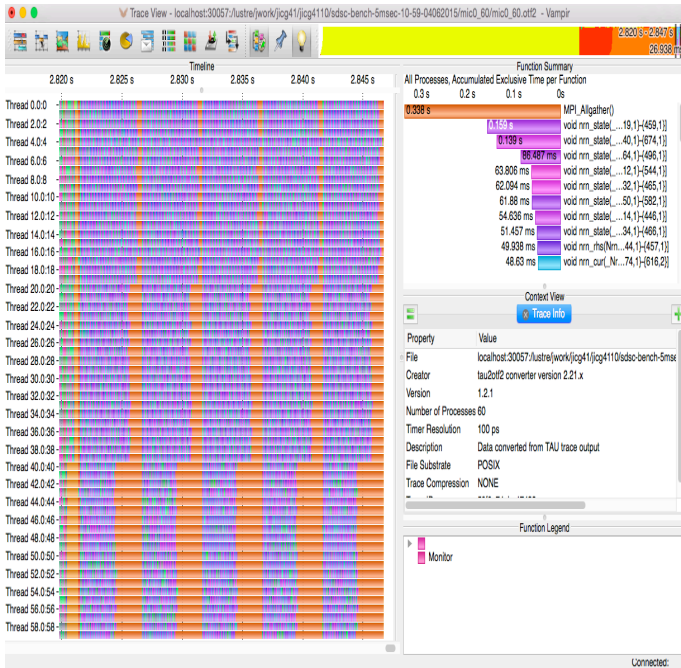 Trace View - localhost:30057:/lustre/jwork/jicg41/jicg4110/sdsc-bench-5msec-10-59-04062015/mic0_60/mic0_60.otf2 - Vampir
2.820 s - 2.847 s
26.938 m
Timeline
2.820 s 2.825 s 2.830 s 2.835 s 2.840 s 2.845 s
Thread 0.0:0
Thread 2.0:2
Thread 4.0:4
Thread 6.0:6
Thread 8.0:8
Thread 10.0:10
Thread 12.0:12
Thread 14.0:14
Thread 16.0:16
Thread 18.0:18
Thread 20.0:20
Thread 22.0:22
Thread 24.0:24
Thread 26.0:26
Thread 28.0:28
Thread 30.0:30
Thread 32.0:32
Thread 34.0:34
Thread 36.0:36
Thread 38.0:38
Thread 40.0:40
Thread 42.0:42
Thread 44.0:44
Thread 46.0:46
Thread 48.0:48
Thread 50.0:50
Thread 52.0:52
Thread 54.0:54
Thread 56.0:56
Thread 58.0:58
Function Summary
All Processes, Accumulated Exclusive Time per Function
0.3 s 0.2 s 0.1 s 0s
0.338 s MPI_Allgather()
0.159 s void nrn_state(_...19,1}-{459,1}]
0.139 s void nrn_state(_...40,1}-{674,1}]
86.487 ms void nrn_state(_...64,1}-{496,1}]
63.806 ms void nrn_state(_...12,1}-{544,1}]
62.094 ms void nrn_state(_...32,1}-{465,1}]
61.88 ms void nrn_state(_...50,1}-{582,1}]
54.636 ms void nrn_state(_...14,1}-{446,1}]
51.457 ms void nrn_state(_...34,1}-{466,1}]
49.938 ms void nrn_rhs(Nrn...44,1}-{457,1}]
48.63 ms void nrn_cur(_Nr...74,1}-{616,2}]
Context View
Trace Info
Property Value
File localhost:30057:/lustre/jwork/jicg41/jicg4110/sdsc-bench-5mse
Creator tau2otf2 converter version 2.21.x
Version 1.2.1
Number of Processes 60
Timer Resolution 100 ps
Description Data converted from TAU trace output
File Substrate POSIX
Trace Compression NONE
Function Legend
Monitor
Connected: